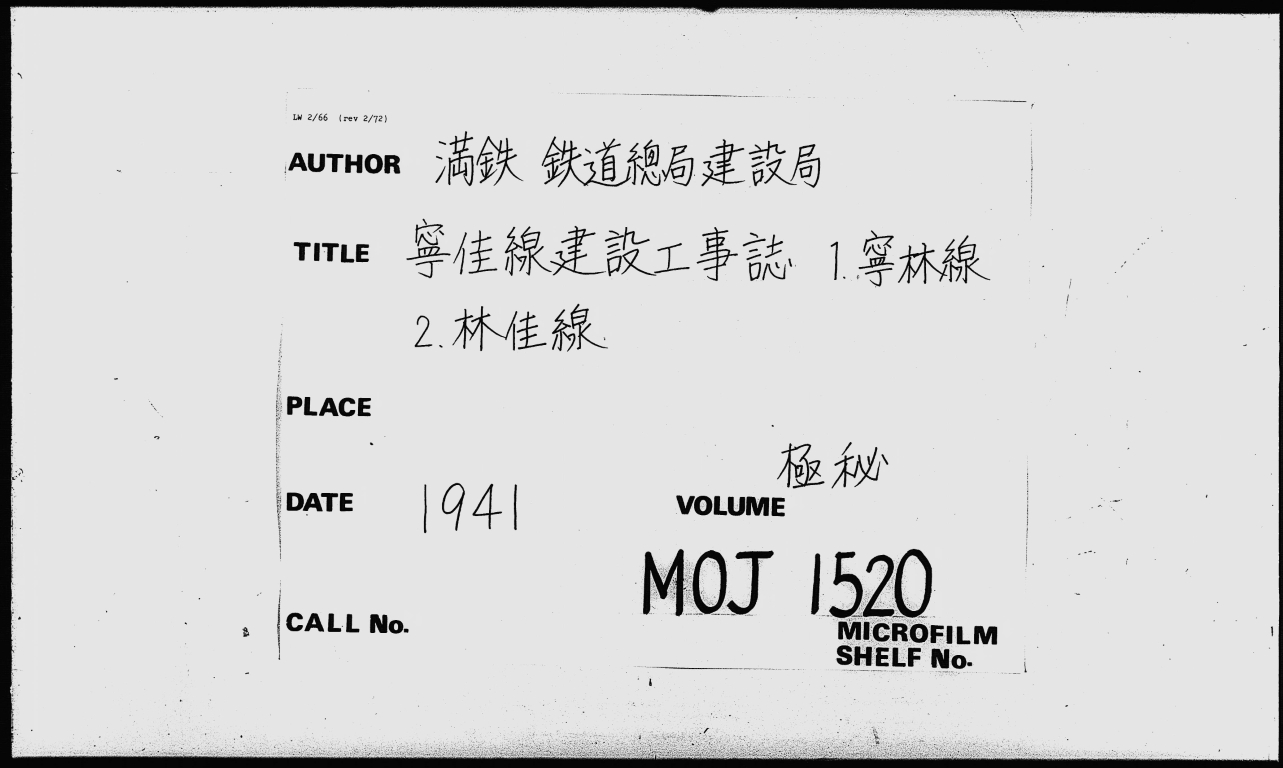 LW 2/66 (rev 2/72)
AUTHOR 満鉄 鉄道總局建設局
TITLE 寧佳線建設工事誌 1.寧林線
2.林佳線
PLACE
極秘
DATE 1941 VOLUME
MOJ 1520
CALL No.
MICROFILM
SHELF No.